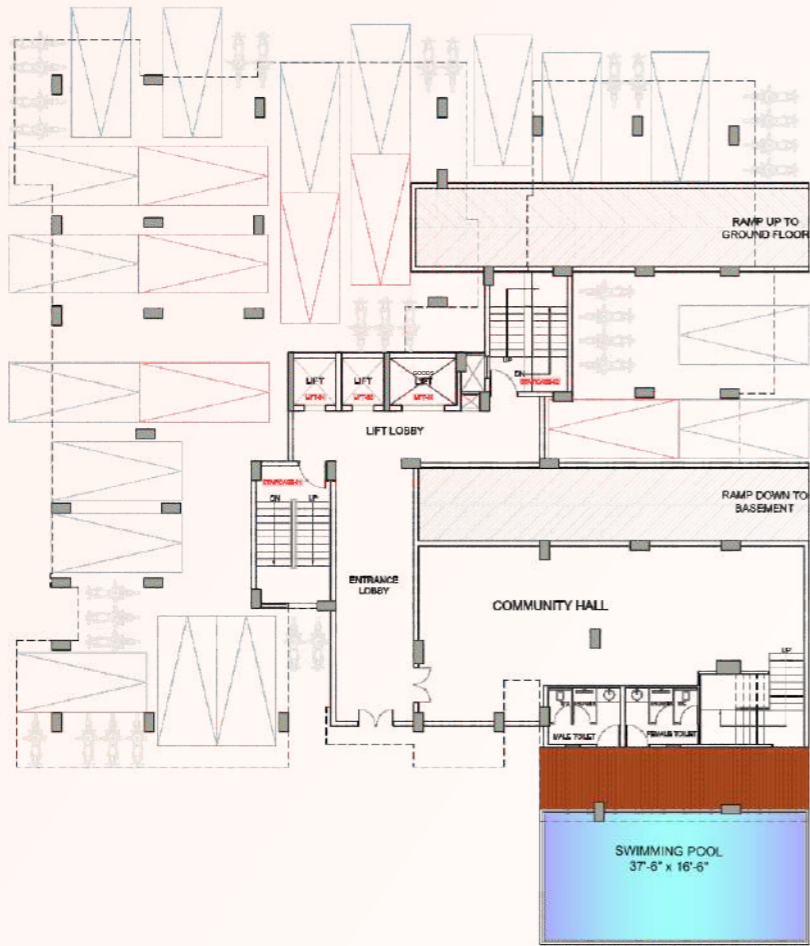 RAMP UP TO
GROUND FLOOR
UP
DN
LIFT
LIFT
GOODS
LIFT
LIFT LOBBY
DN UP
RAMP DOWN TO
BASEMENT
ENTRANCE
LOBBY
COMMUNITY HALL
UP
MALE TOILET
FEMALE TOILET
SWIMMING POOL
37'-6" x 16'-6"